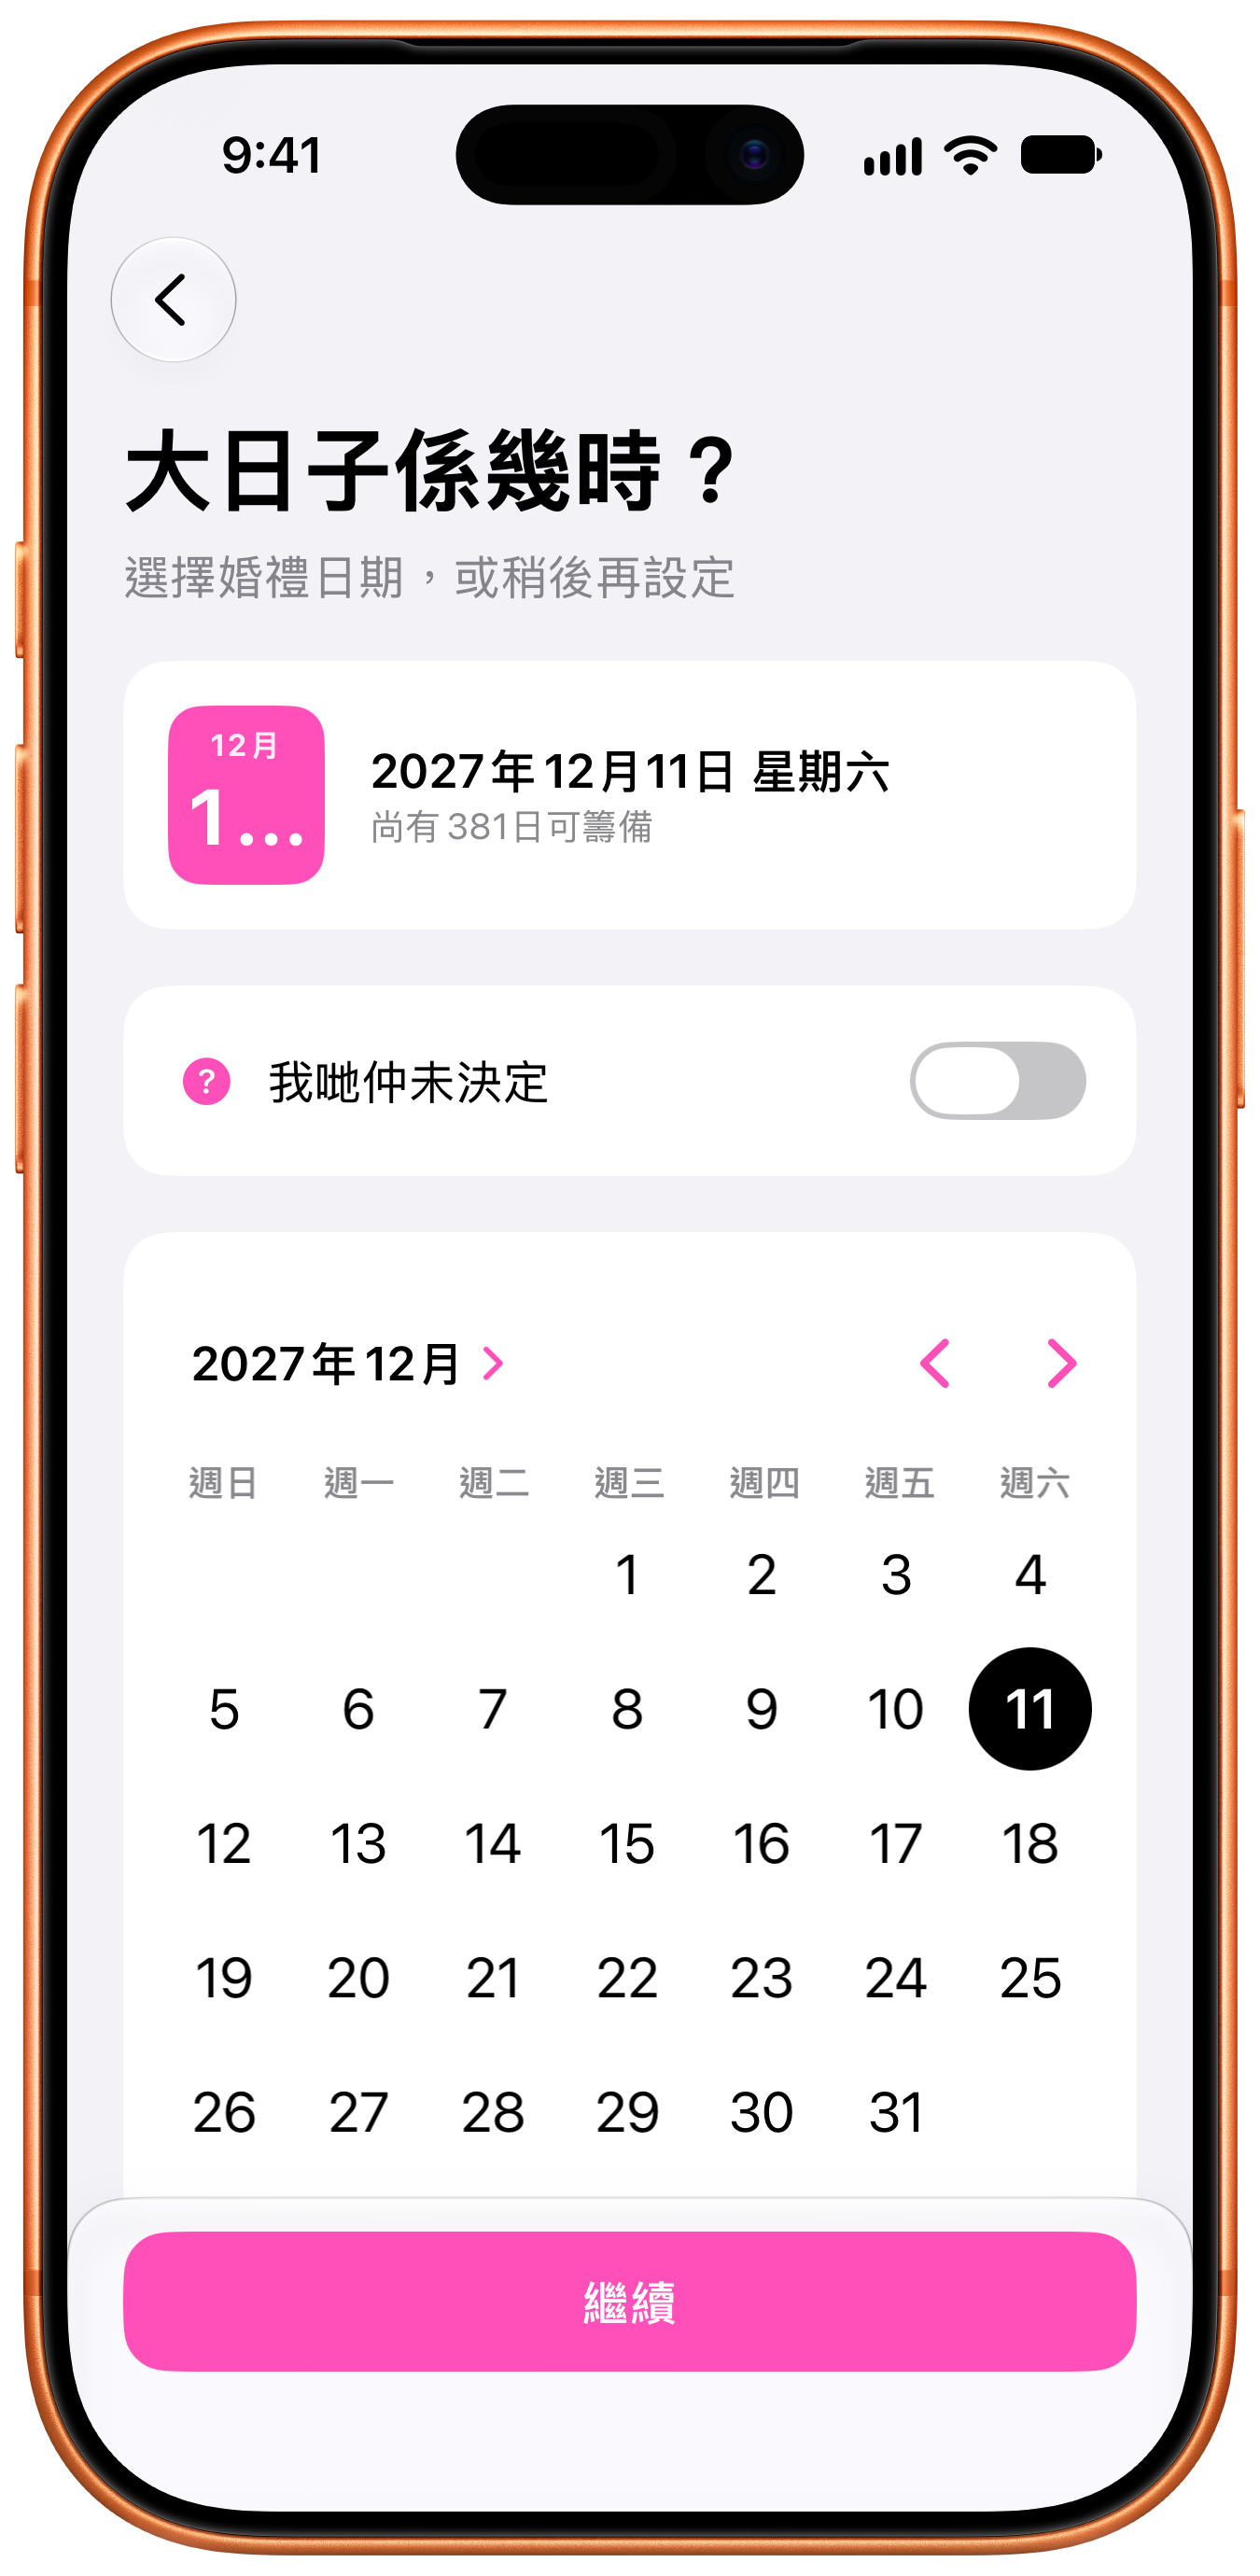 9:41
大日子係幾時？
選擇婚禮日期，或稍後再設定
12月
1...
2027年12月11日 星期六
尚有 381日可籌備
?
我哋仲未決定
2027年 12月
週日 週一 週二 週三 週四 週五 週六
1 2 3 4
5 6 7 8 9 10 11
12 13 14 15 16 17 18
19 20 21 22 23 24 25
26 27 28 29 30 31
繼續